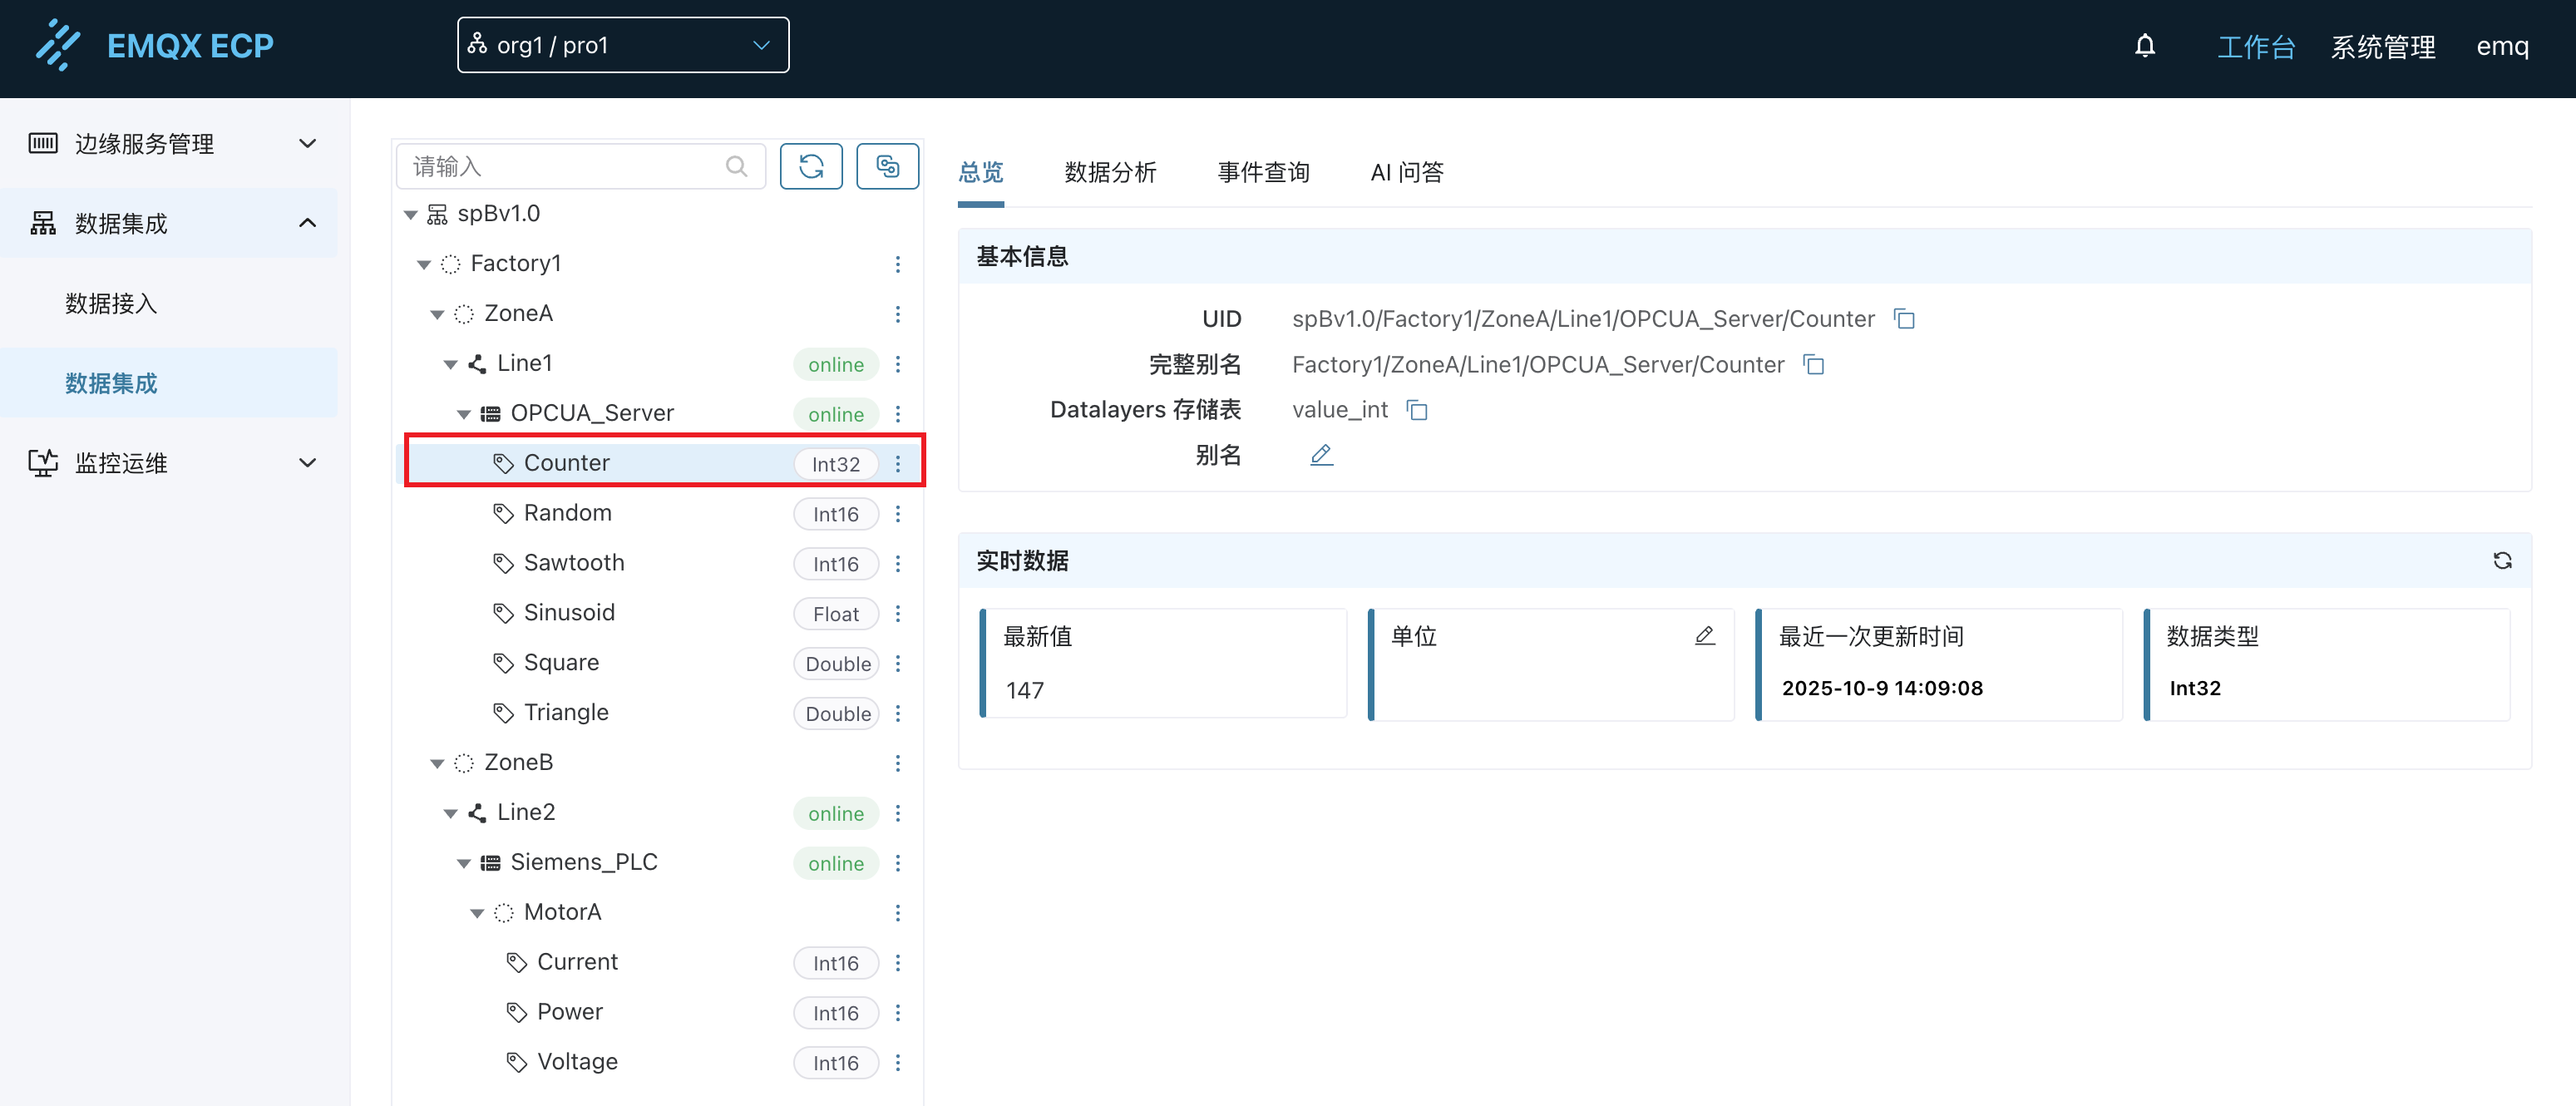 EMQX ECP
org1 / pro1
工作台
系统管理
emq
边缘服务管理
数据集成
数据接入
数据集成
监控运维
请输入
spBv1.0
Factory1
ZoneA
Line1 online
OPCUA_Server online
Counter Int32
Random Int16
Sawtooth Int16
Sinusoid Float
Square Double
Triangle Double
ZoneB
Line2 online
Siemens_PLC online
MotorA
Current Int16
Power Int16
Voltage Int16
总览 数据分析 事件查询 AI 问答
基本信息
UID spBv1.0/Factory1/ZoneA/Line1/OPCUA_Server/Counter
完整别名 Factory1/ZoneA/Line1/OPCUA_Server/Counter
Datalayers 存储表 value_int
别名
实时数据
最新值
147
单位
最近一次更新时间
2025-10-9 14:09:08
数据类型
Int32